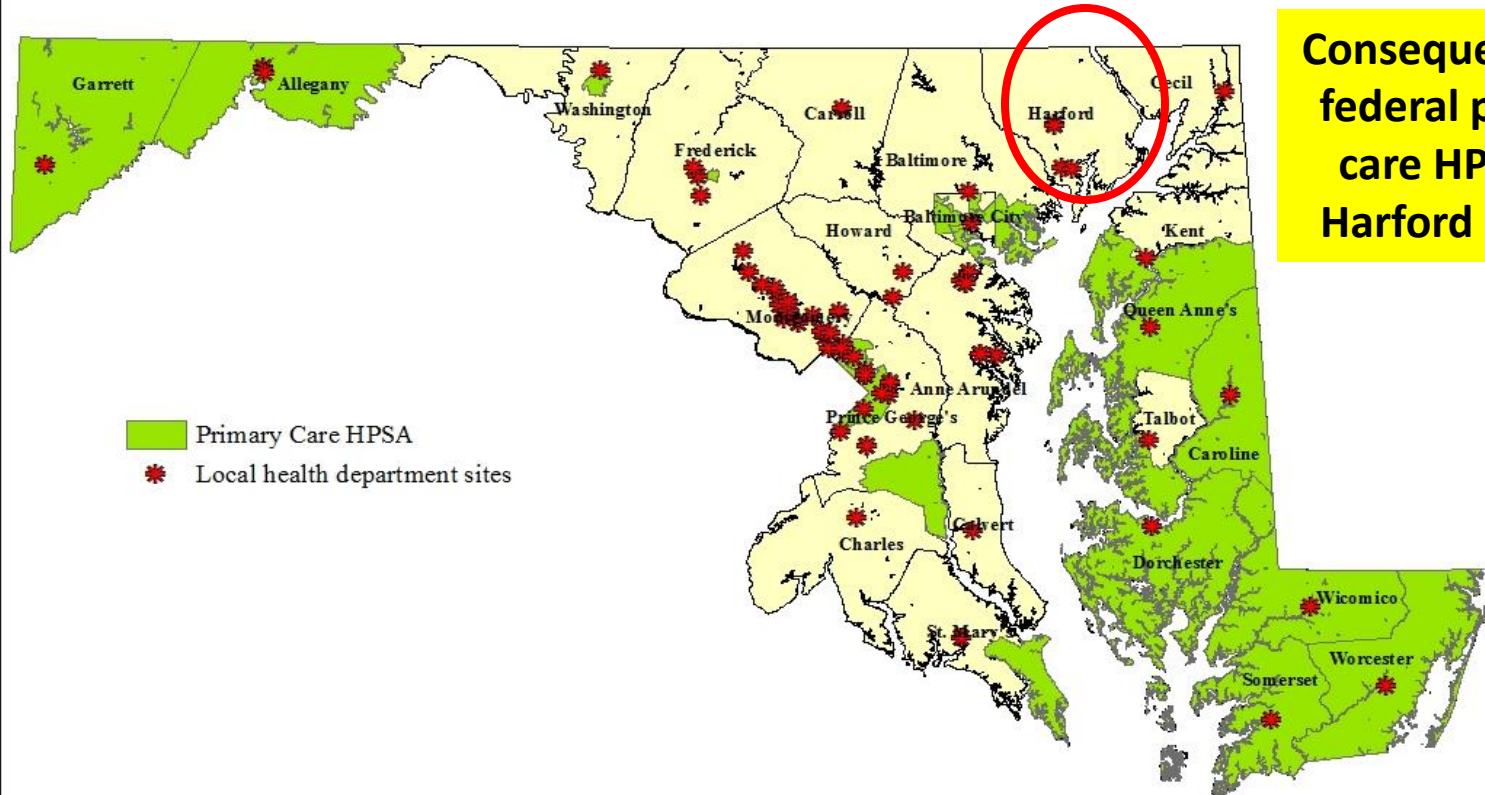 Conseque
federal p
care HP
Harford
Garrett
Allegany
Washington
Frederick
Carroll
Baltimore
Harford
Cecil
Baltimore City
Howard
Kent
Montgomery
Queen Anne's
Anne Arundel
Prince George's
Talbot
Caroline
Primary Care HPSA
Local health department sites
Calvert
Charles
Dorchester
St. Mary's
Wicomico
Worcester
Somerset